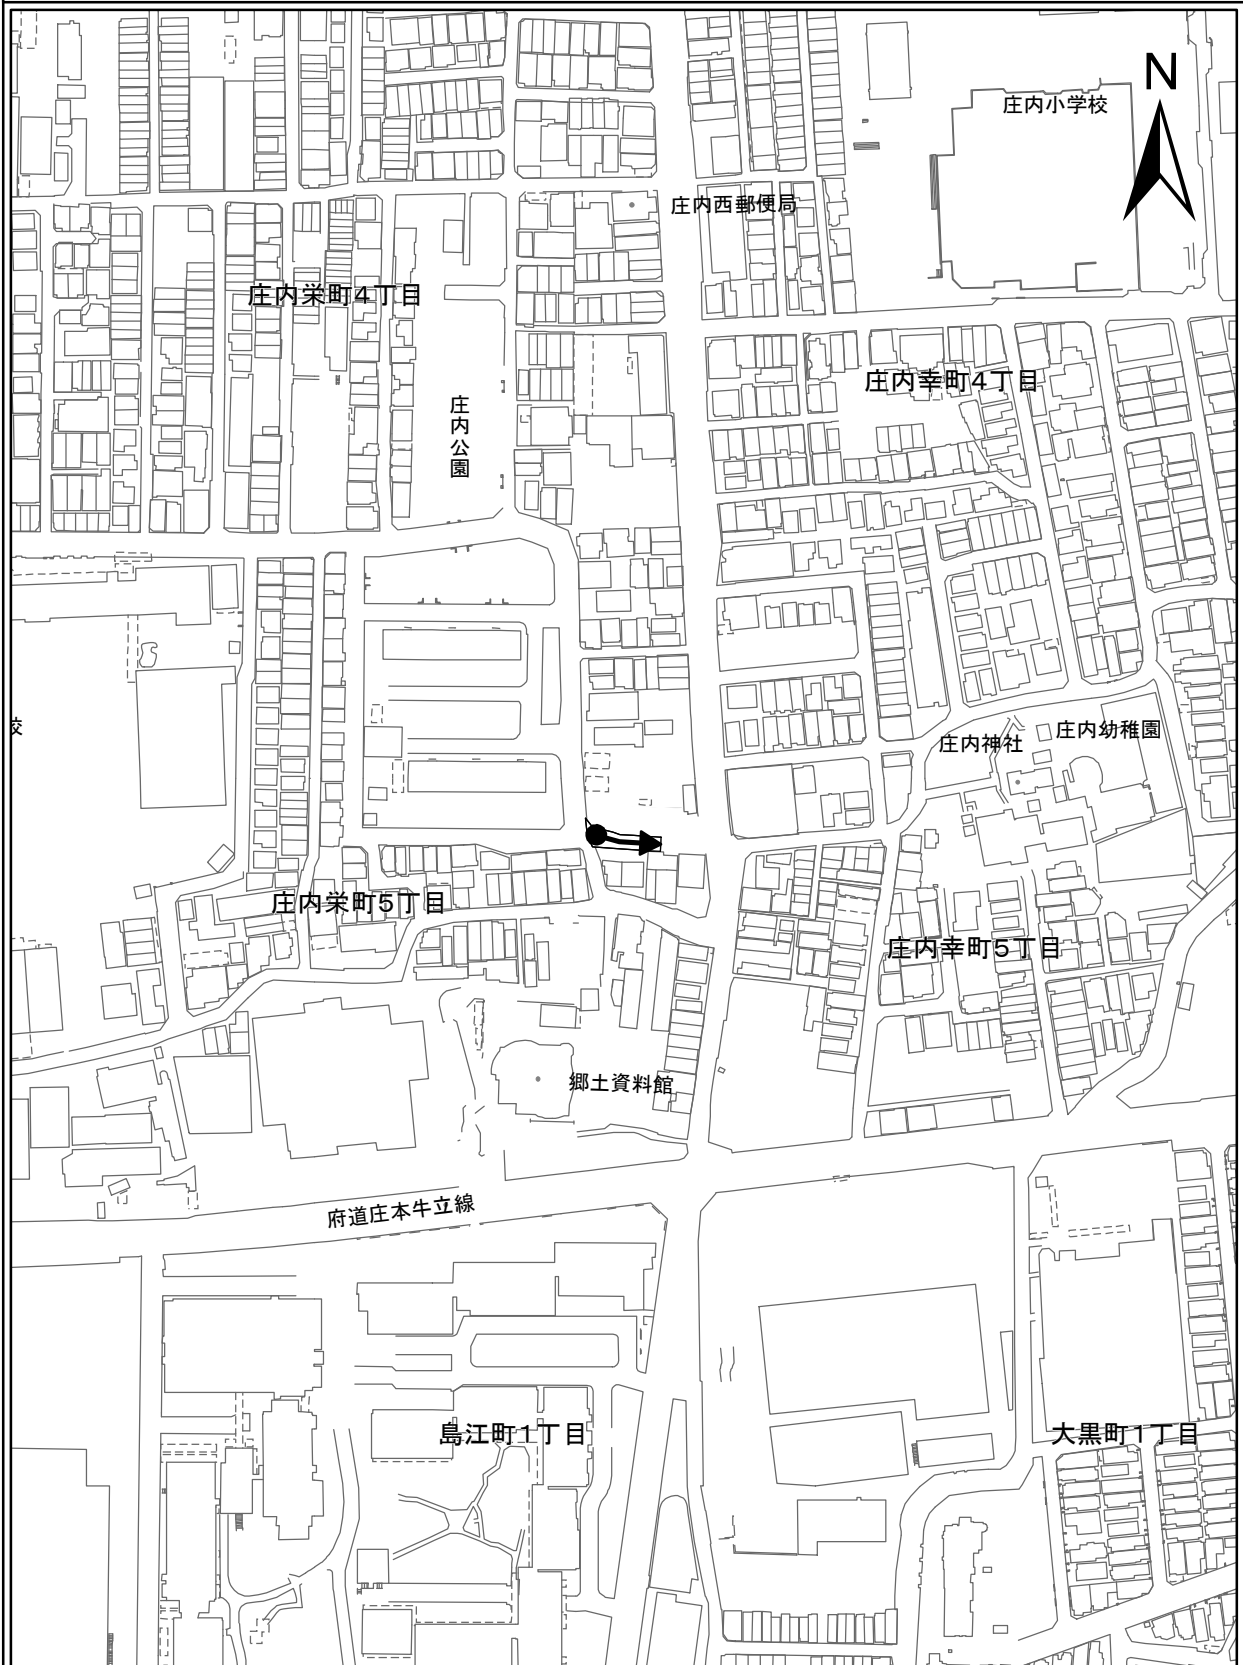 N
庄内小学校
庄内西郵便局
庄内栄町4丁目
庄内幸町4丁目
庄内公園
校
庄内神社
庄内幼稚園
庄内栄町5丁目
庄内幸町5丁目
郷土資料館
府道庄本牛立線
島江町1丁目
大黒町1丁目